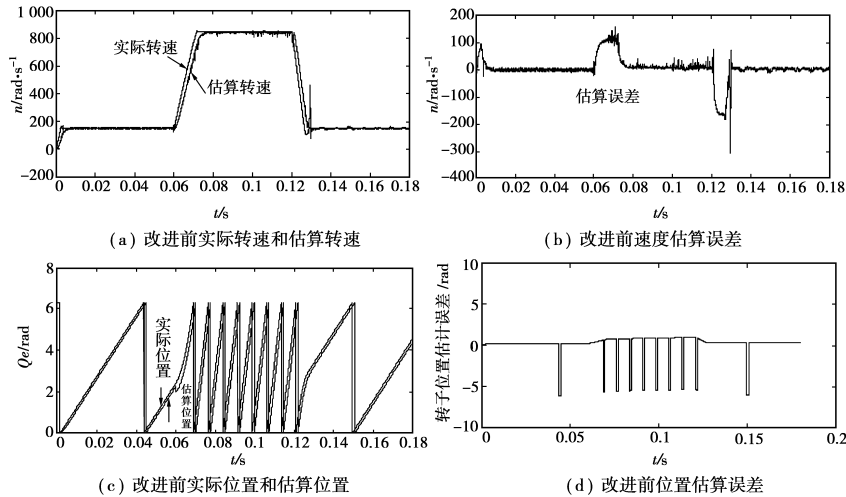 1 000
800
600
400
200
0
−200
n/rad•s⁻¹
实际转速
估算转速
0 0.02 0.04 0.06 0.08 0.1 0.12 0.14 0.16 0.18
t/s
(a) 改进前实际转速和估算转速
200
100
0
−100
−200
−300
−400
n/rad•s⁻¹
估算误差
0 0.02 0.04 0.06 0.08 0.1 0.12 0.14 0.16 0.18
t/s
(b) 改进前速度估算误差
8
6
4
2
0
Qe/rad
实际位置
估算位置
0 0.02 0.04 0.06 0.08 0.1 0.12 0.14 0.16 0.18
t/s
(c) 改进前实际位置和估算位置
10
5
0
−5
−10
转子位置估计误差/rad
0 0.05 0.1 0.15 0.2
t/s
(d) 改进前位置估算误差